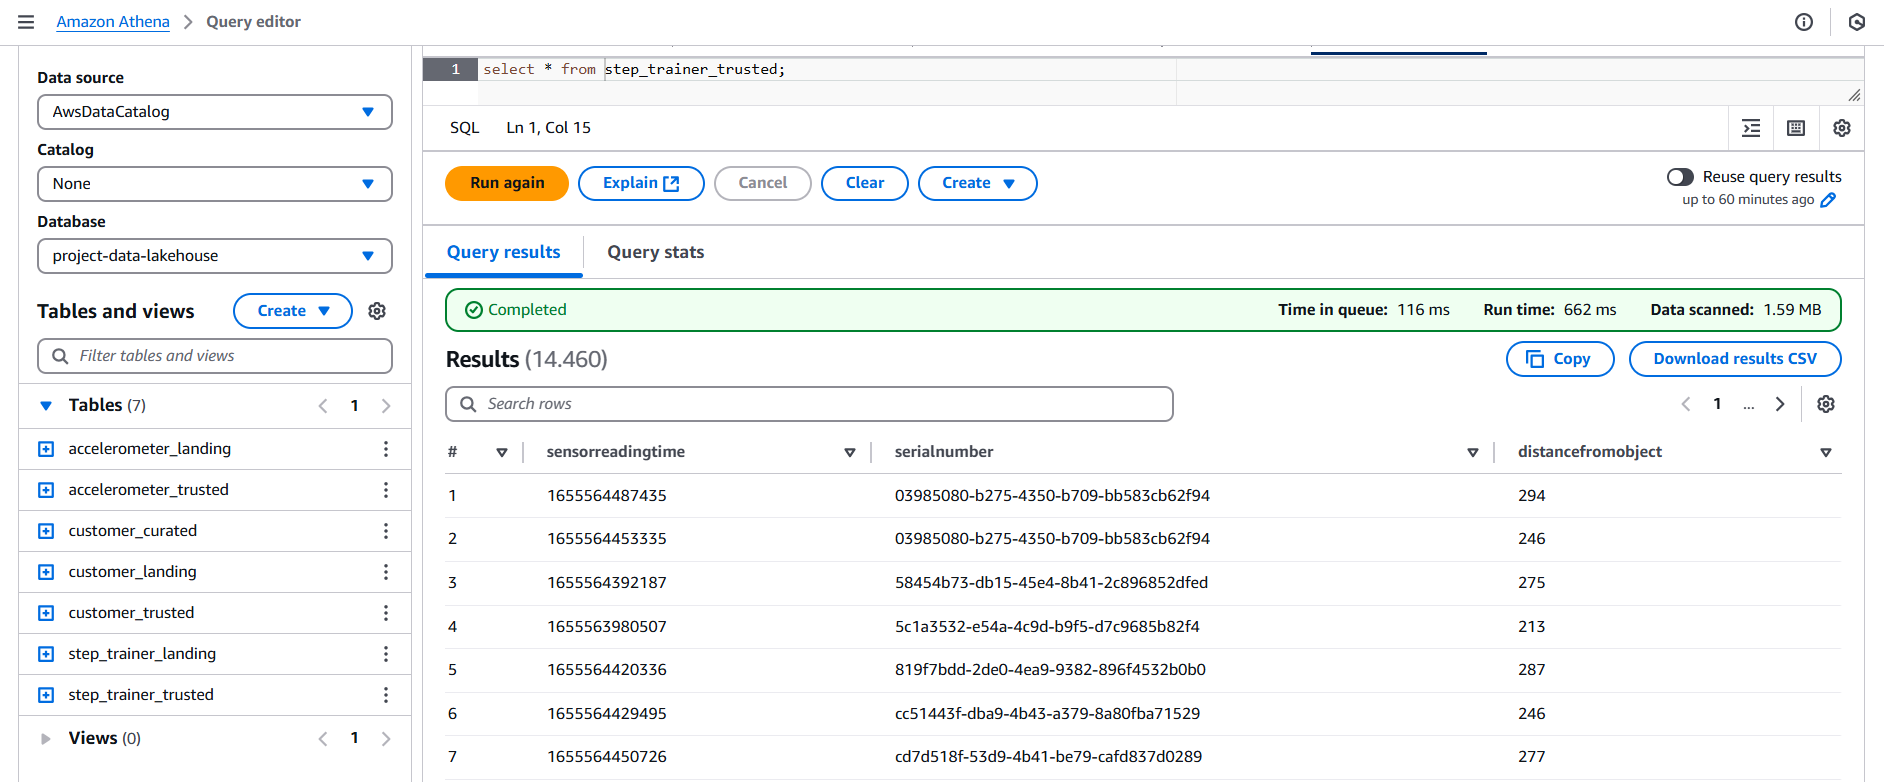 Amazon Athena > Query editor
Data source
AwsDataCatalog
Catalog
None
Database
project-data-lakehouse
Tables and views
Create
Filter tables and views
Tables (7)
1
accelerometer_landing
accelerometer_trusted
customer_curated
customer_landing
customer_trusted
step_trainer_landing
step_trainer_trusted
Views (0)
1
1 select * from step_trainer_trusted;
SQL Ln 1, Col 15
Run again Explain Cancel Clear Create
Reuse query results
up to 60 minutes ago
Query results Query stats
Completed Time in queue: 116 ms Run time: 662 ms Data scanned: 1.59 MB
Results (14.460) Copy Download results CSV
Search rows
1 ...
# sensorreadingtime serialnumber distancefromobject
1 1655564487435 03985080-b275-4350-b709-bb583cb62f94 294
2 1655564453335 03985080-b275-4350-b709-bb583cb62f94 246
3 1655564392187 58454b73-db15-45e4-8b41-2c896852dfed 275
4 1655563980507 5c1a3532-e54a-4c9d-b9f5-d7c9685b82f4 213
5 1655564420336 819f7bdd-2de0-4ea9-9382-896f4532b0b0 287
6 1655564429495 cc51443f-dba9-4b43-a379-8a80fba71529 246
7 1655564450726 cd7d518f-53d9-4b41-be79-cafd837d0289 277